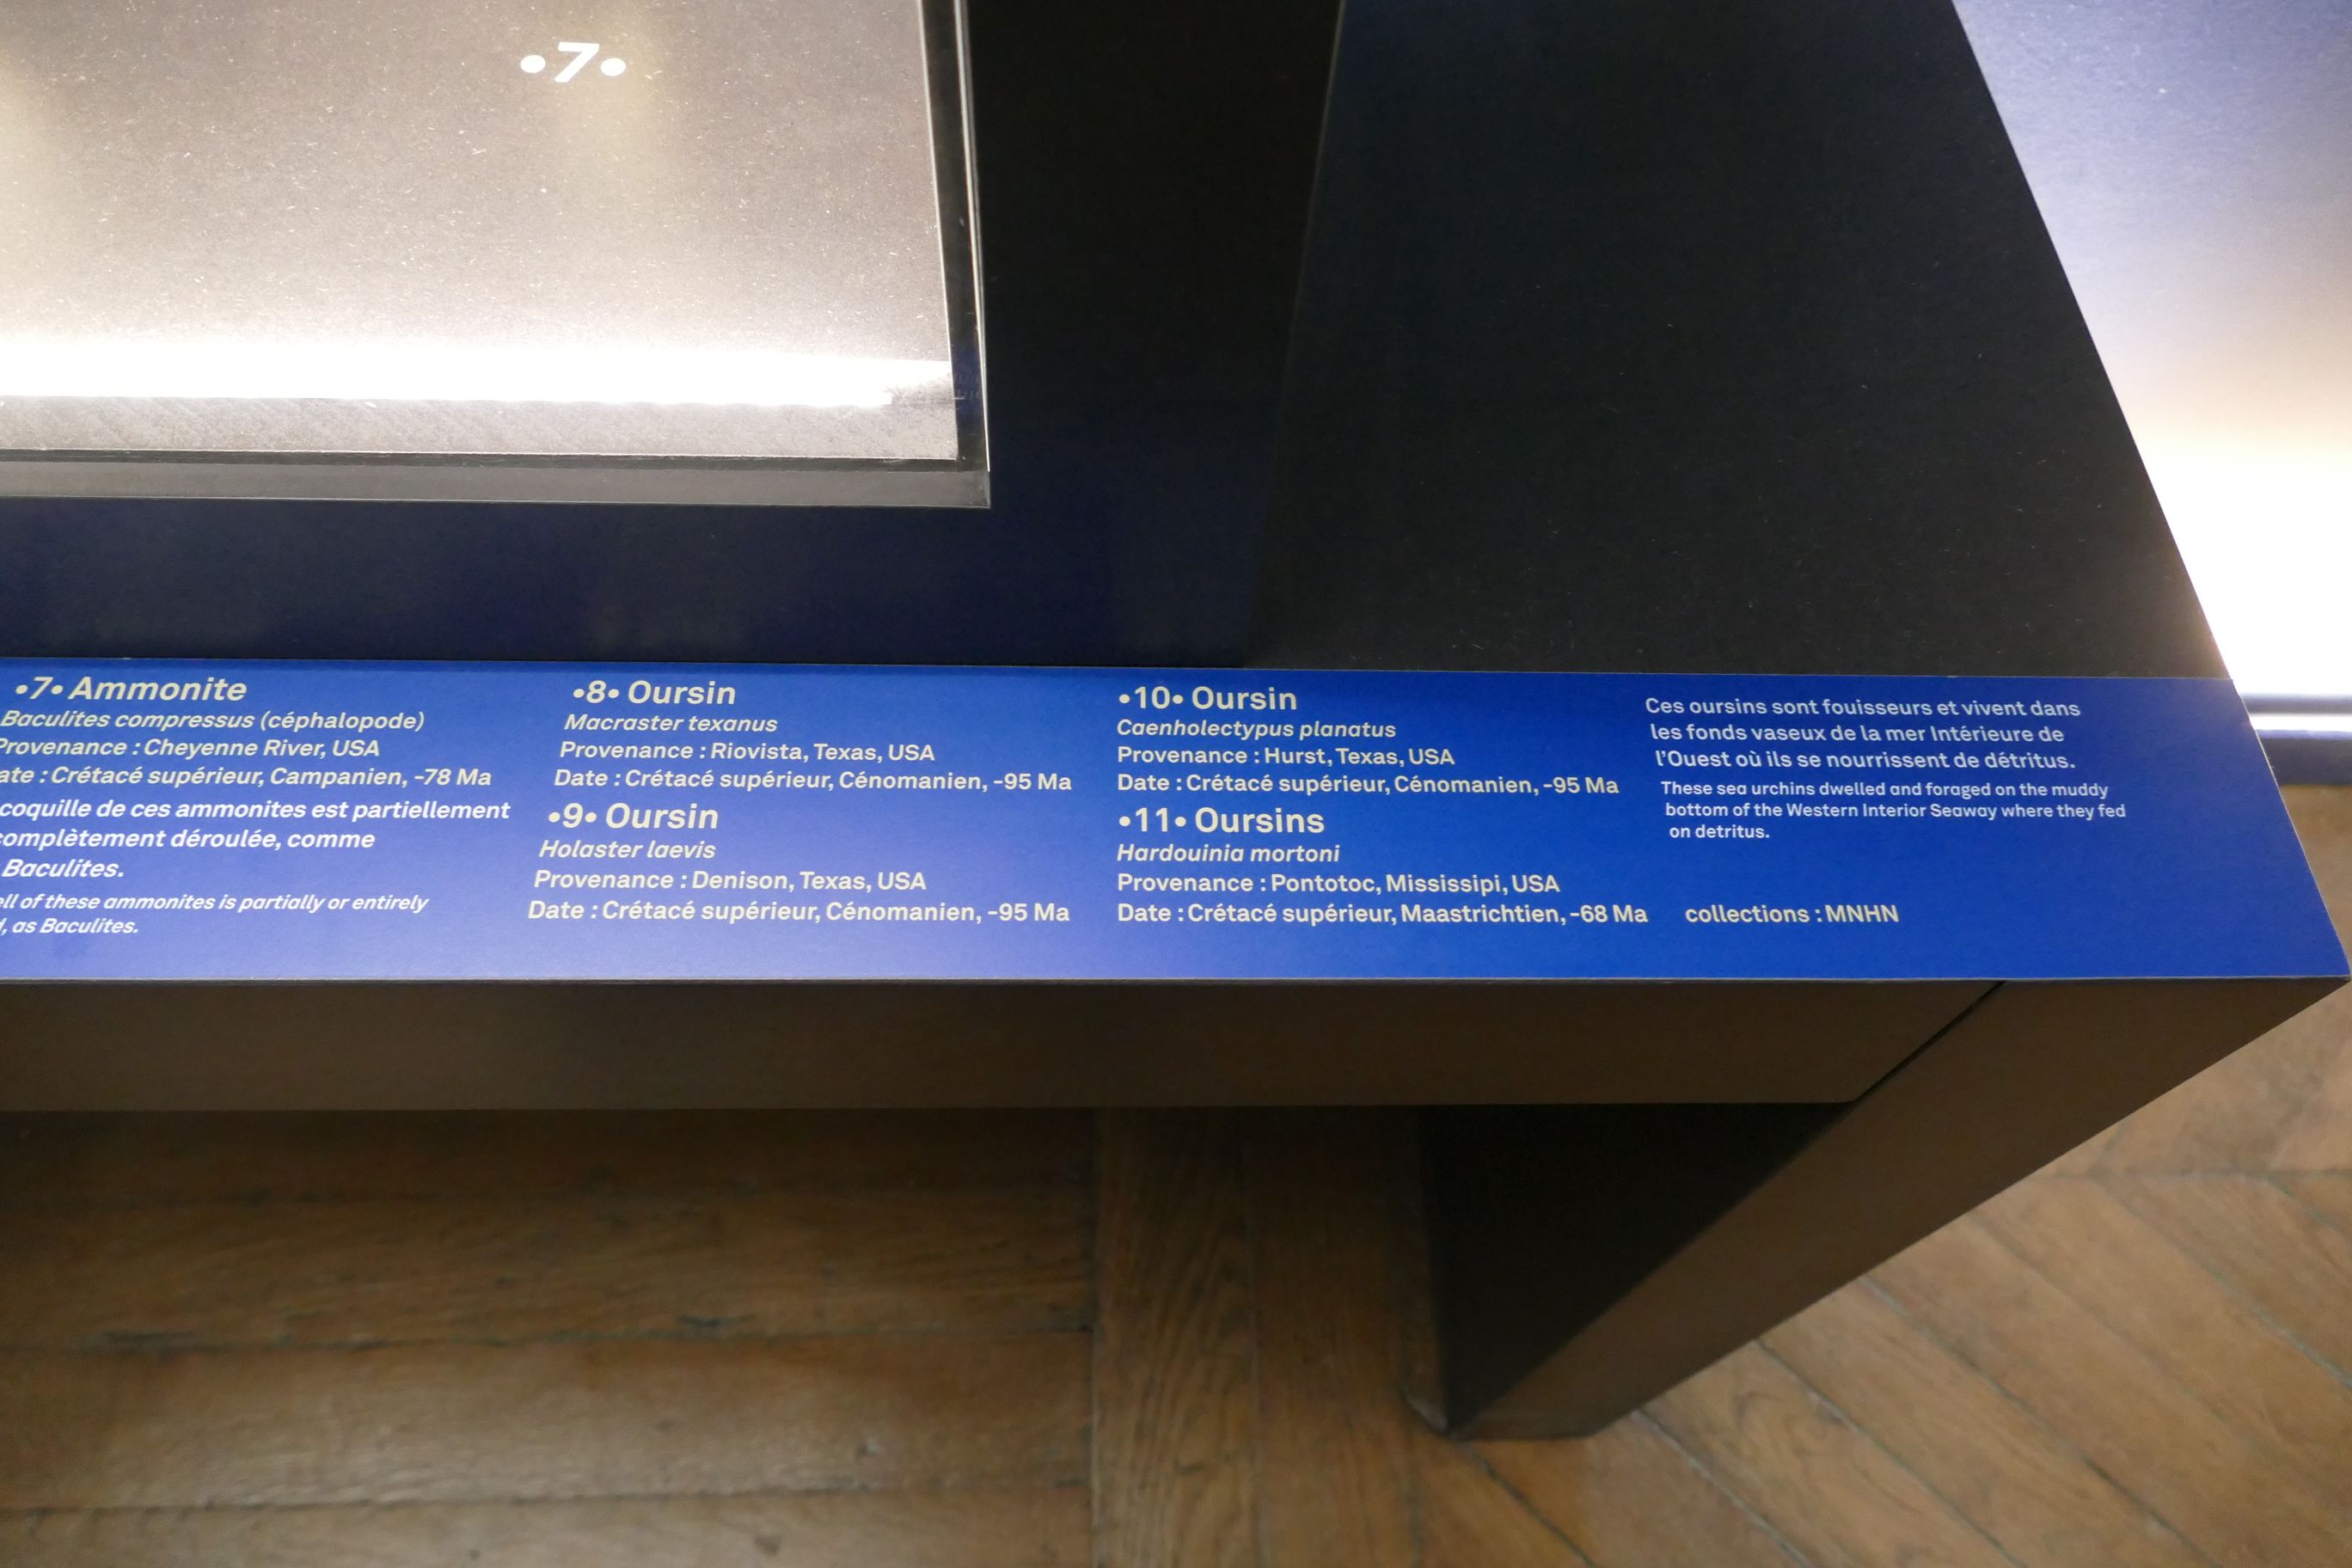 •7•
•7• Ammonite
Baculites compressus (céphalopode)
Provenance : Cheyenne River, USA
ate : Crétacé supérieur, Campanien, -78 Ma
coquille de ces ammonites est partiellement
complètement déroulée, comme
Baculites.
ell of these ammonites is partially or entirely
, as Baculites.
•8• Oursin
Macraster texanus
Provenance : Riovista, Texas, USA
Date : Crétacé supérieur, Cénomanien, -95 Ma
•9• Oursin
Holaster laevis
Provenance : Denison, Texas, USA
Date : Crétacé supérieur, Cénomanien, -95 Ma
•10• Oursin
Caenholectypus planatus
Provenance : Hurst, Texas, USA
Date : Crétacé supérieur, Cénomanien, -95 Ma
•11• Oursins
Hardouinia mortoni
Provenance : Pontotoc, Mississipi, USA
Date : Crétacé supérieur, Maastrichtien, -68 Ma
Ces oursins sont fouisseurs et vivent dans
les fonds vaseux de la mer Intérieure de
l'Ouest où ils se nourrissent de détritus.
These sea urchins dwelled and foraged on the muddy
bottom of the Western Interior Seaway where they fed
on detritus.
collections : MNHN